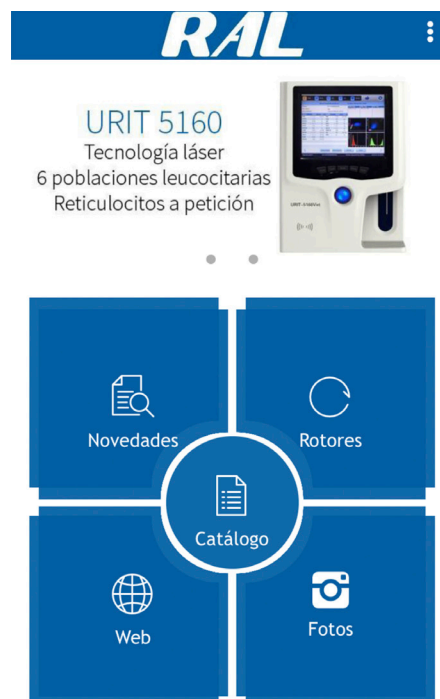 RAL
URIT 5160
Tecnología láser
6 poblaciones leucocitarias
Reticulocitos a petición
Novedades
Rotores
Catálogo
Web
Fotos